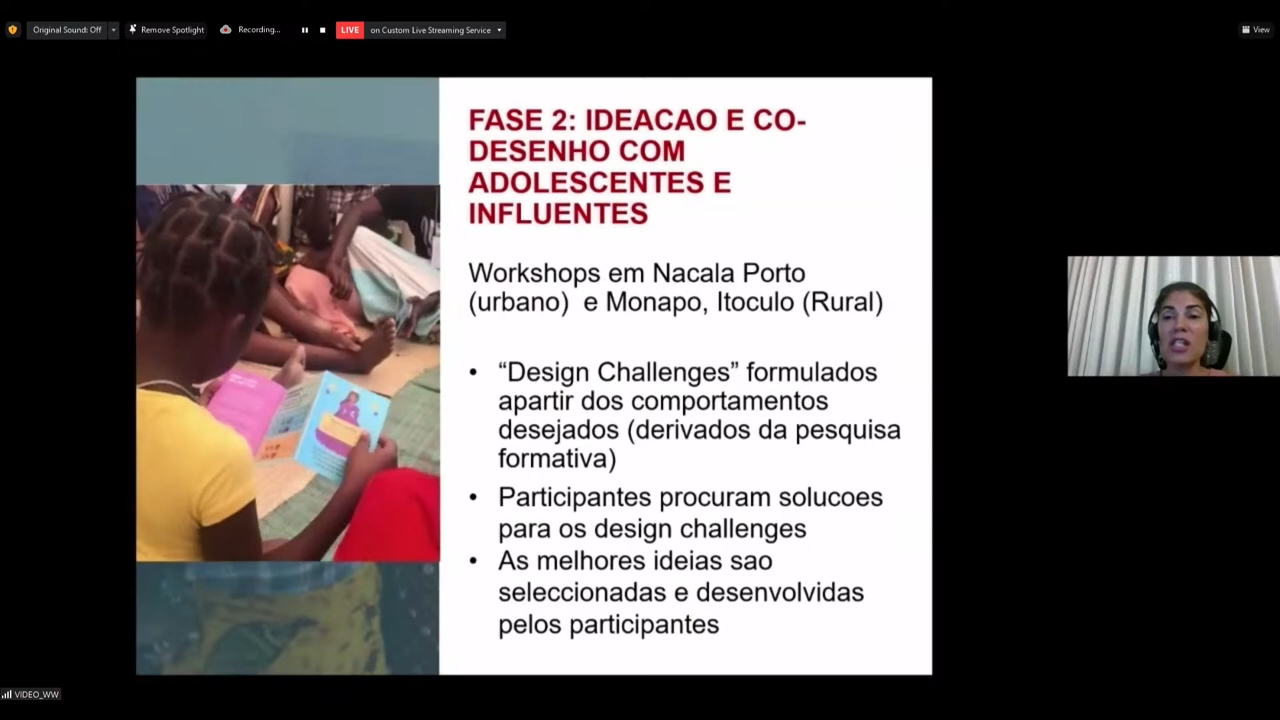 Original Sound: Off
Remove Spotlight
Recording...
LIVE
on Custom Live Streaming Service
View
FASE 2: IDEACAO E CO-
DESENHO COM
ADOLESCENTES E
INFLUENTES
Workshops em Nacala Porto
(urbano) e Monapo, Itoculo (Rural)
• “Design Challenges” formulados
apartir dos comportamentos
desejados (derivados da pesquisa
formativa)
• Participantes procuram solucoes
para os design challenges
• As melhores ideias sao
seleccionadas e desenvolvidas
pelos participantes
VIDEO_WW